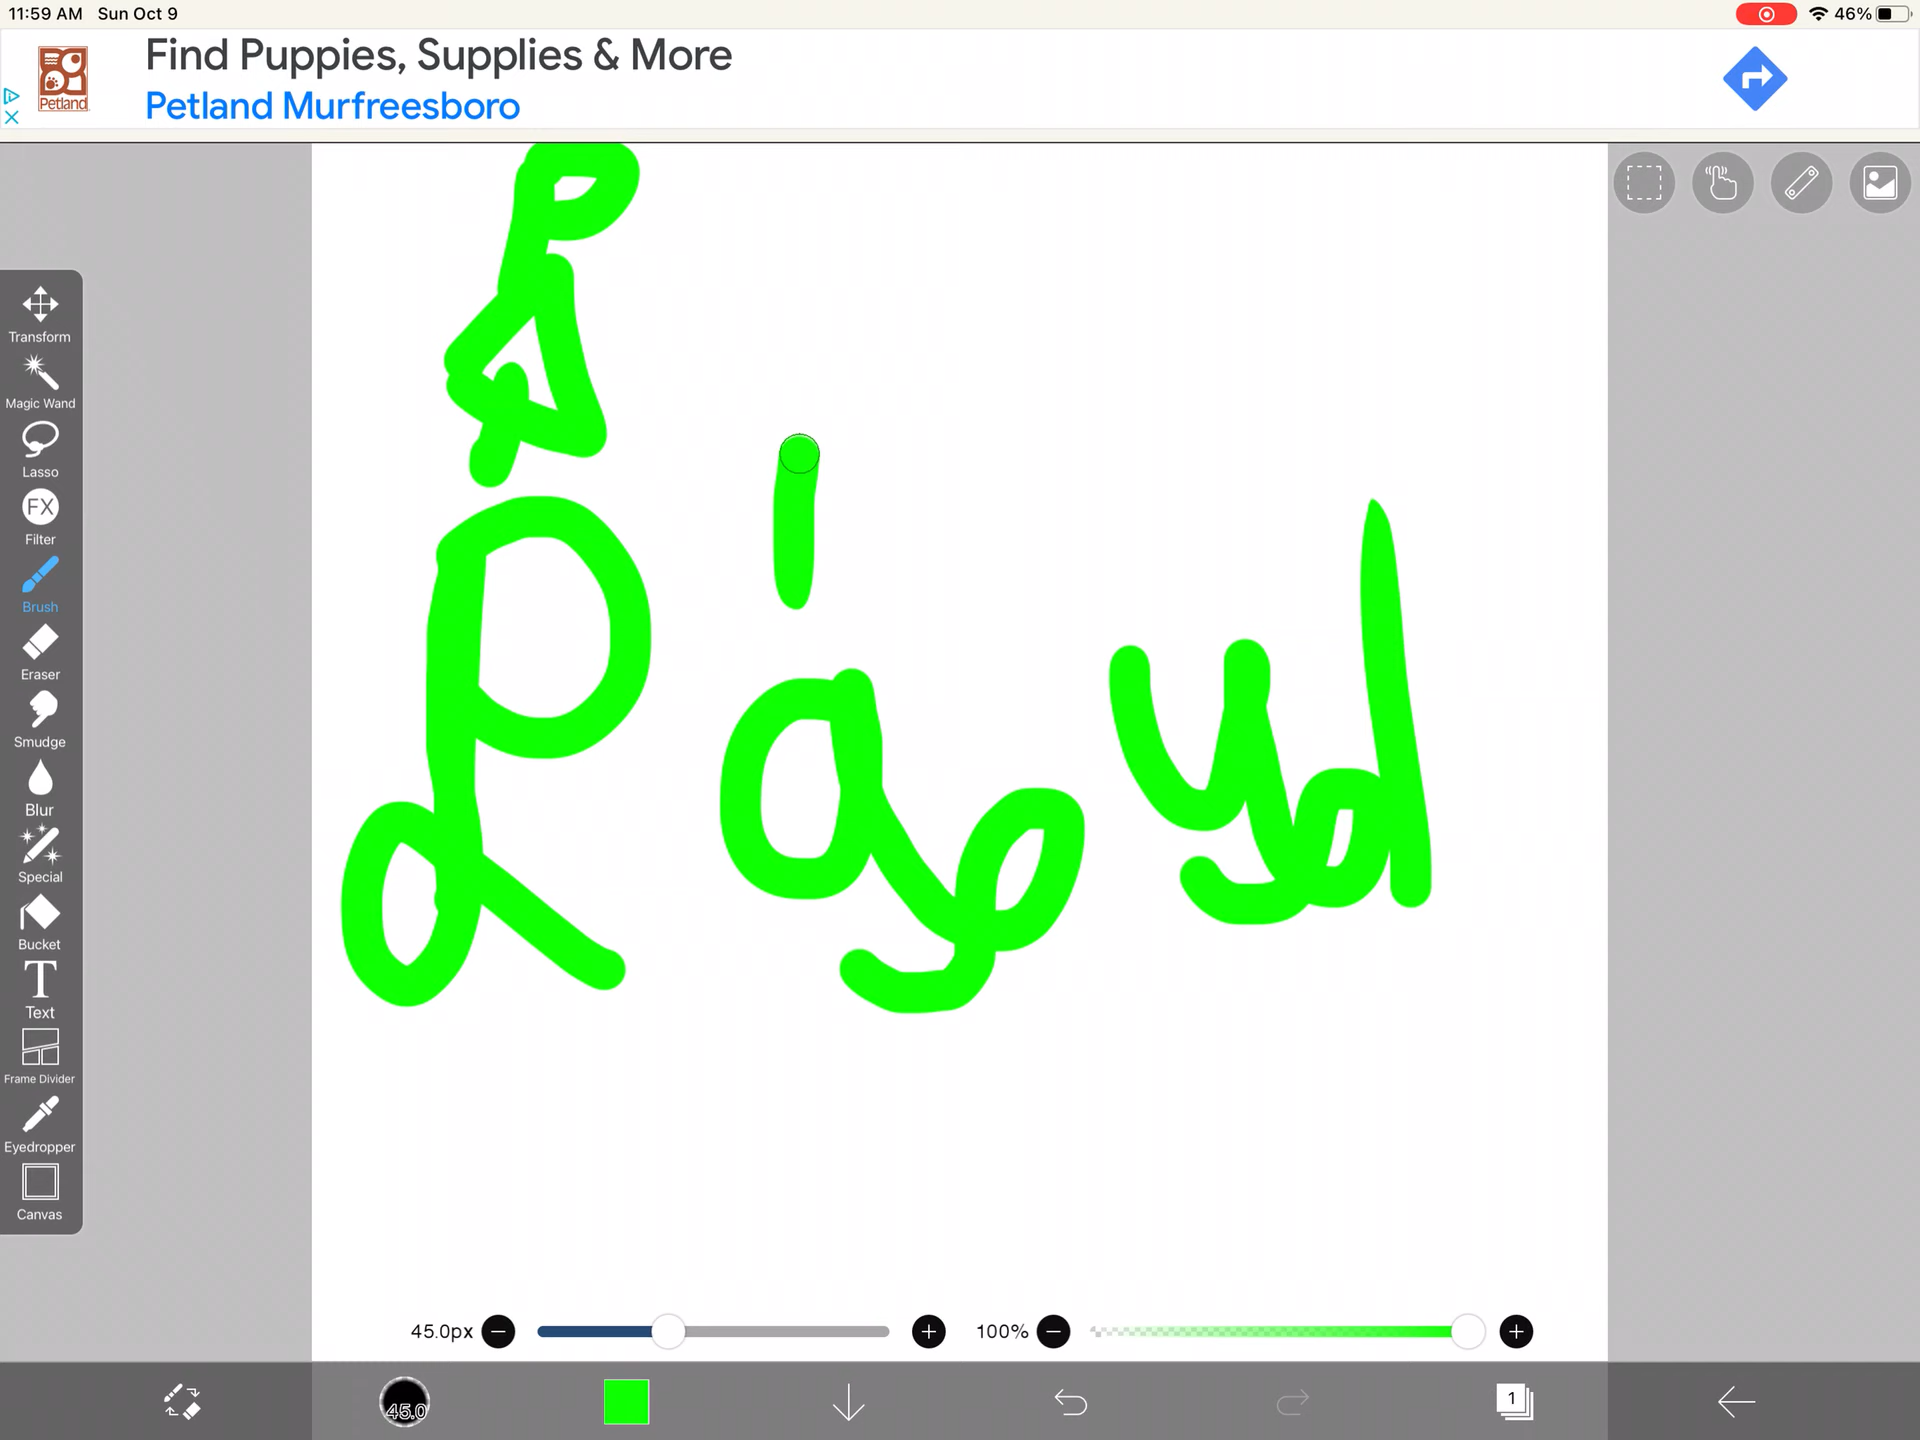 11:59 AM Sun Oct 9
46%
Find Puppies, Supplies & More
Petland
Petland Murfreesboro
Transform
Magic Wand
Lasso
FX
Filter
Brush
Eraser
Smudge
Blur
Special
Bucket
T
Text
Frame Divider
Eyedropper
Canvas
45.0px
100%
45.0
1